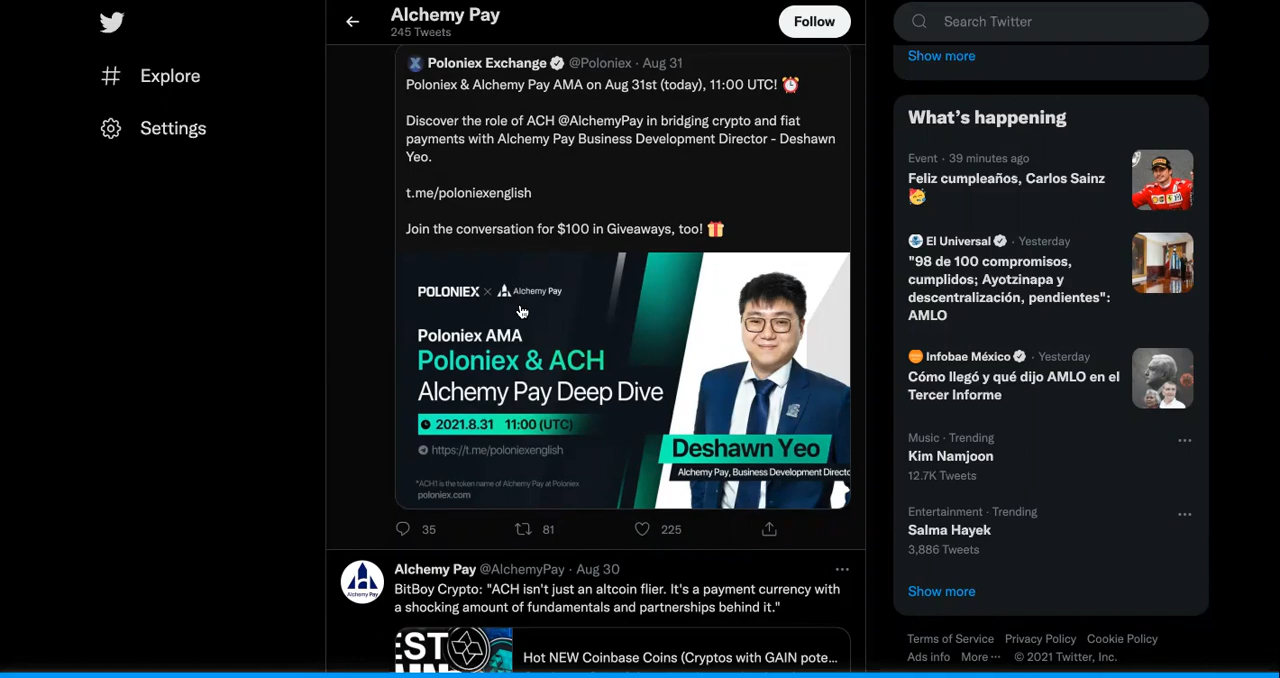 Explore
Settings
Alchemy Pay
245 Tweets
Follow
Poloniex Exchange @Poloniex · Aug 31
Poloniex & Alchemy Pay AMA on Aug 31st (today), 11:00 UTC! ⏰
Discover the role of ACH @AlchemyPay in bridging crypto and fiat
payments with Alchemy Pay Business Development Director - Deshawn
Yeo.
t.me/poloniexenglish
Join the conversation for $100 in Giveaways, too! 🎁
POLONIEX × Alchemy Pay
Poloniex AMA
Poloniex & ACH
Alchemy Pay Deep Dive
2021.8.31 11:00 (UTC)
https://t.me/poloniexenglish
*ACH1 is the token name of Alchemy Pay at Poloniex
poloniex.com
Deshawn Yeo
Alchemy Pay, Business Development Directo
35 81 225
Alchemy Pay
Alchemy Pay @AlchemyPay · Aug 30
BitBoy Crypto: "ACH isn't just an altcoin flier. It's a payment currency with
a shocking amount of fundamentals and partnerships behind it."
EST
Hot NEW Coinbase Coins (Cryptos with GAIN pote...
Search Twitter
Show more
What's happening
Event · 39 minutes ago
Feliz cumpleaños, Carlos Sainz
🥳
El Universal · Yesterday
"98 de 100 compromisos,
cumplidos; Ayotzinapa y
descentralización, pendientes":
AMLO
Infobae México · Yesterday
Cómo llegó y qué dijo AMLO en el
Tercer Informe
Music · Trending
Kim Namjoon
12.7K Tweets
Entertainment · Trending
Salma Hayek
3,886 Tweets
Show more
Terms of Service Privacy Policy Cookie Policy
Ads info More ··· © 2021 Twitter, Inc.